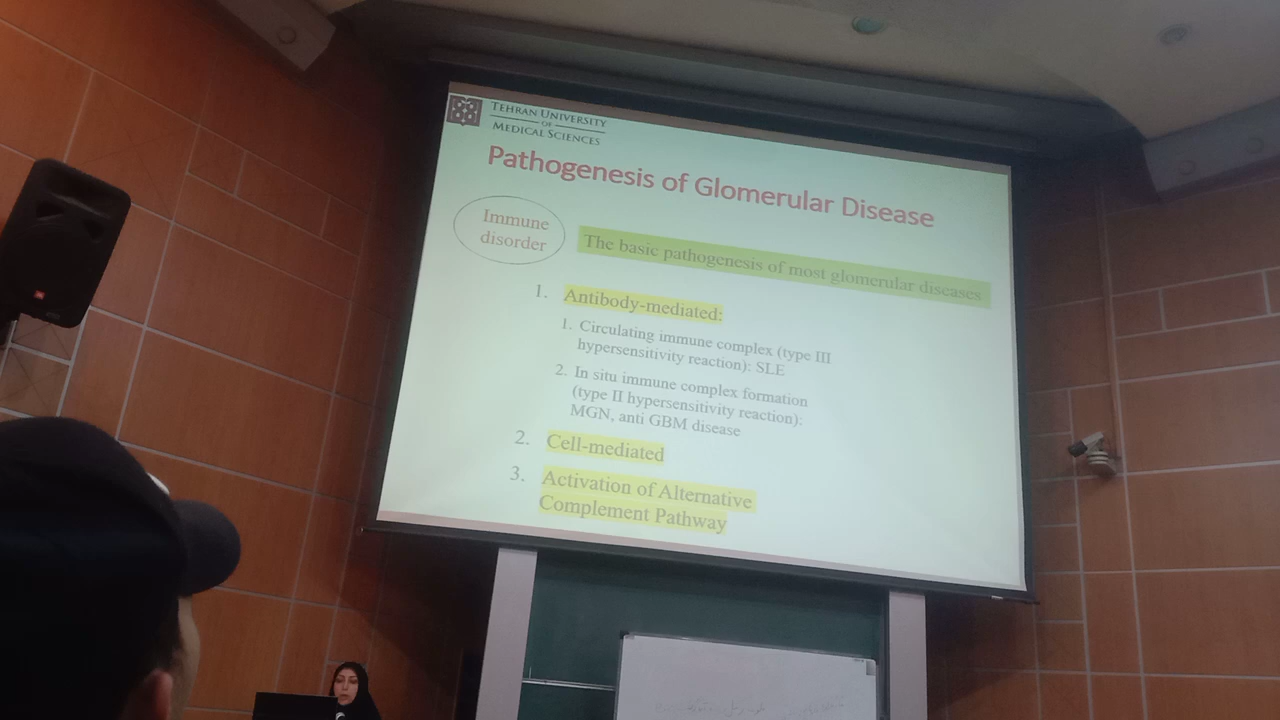 TEHRAN UNIVERSITY
OF
MEDICAL SCIENCES
Pathogenesis of Glomerular Disease
Immune
disorder
The basic pathogenesis of most glomerular diseases
1. Antibody-mediated:
1. Circulating immune complex (type III
hypersensitivity reaction): SLE
2. In situ immune complex formation
(type II hypersensitivity reaction):
MGN, anti GBM disease
2. Cell-mediated
3. Activation of Alternative
Complement Pathway